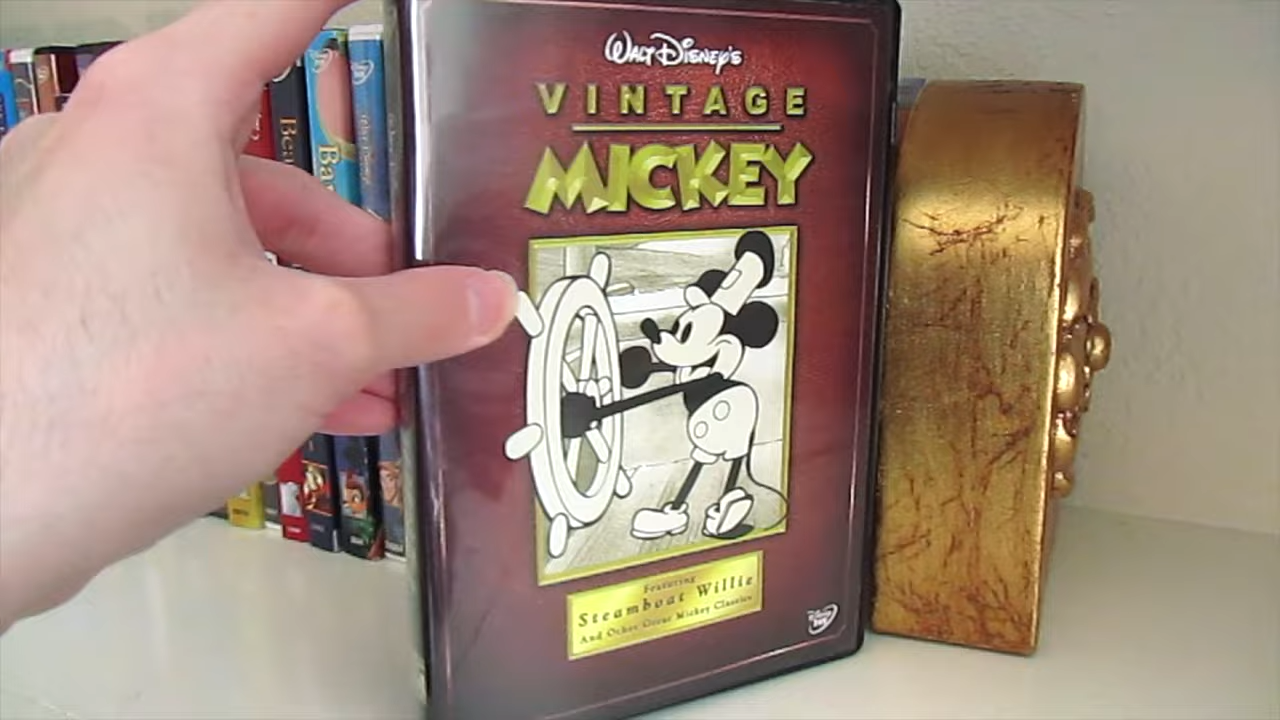 WALT DISNEY'S
VINTAGE
MICKEY
Featuring
Steamboat Willie
And Other Great Mickey Classics
Disney
DVD